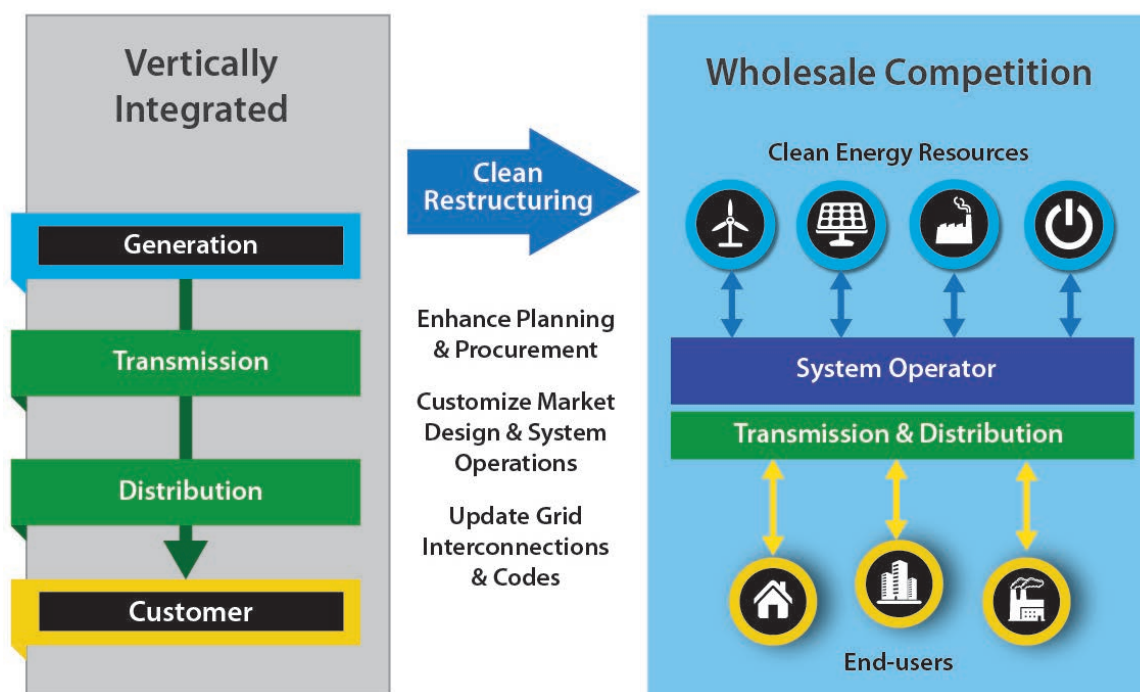 Vertically
Integrated
Generation
Transmission
Distribution
Customer
Clean
Restructuring
Enhance Planning
& Procurement
Customize Market
Design & System
Operations
Update Grid
Interconnections
& Codes
Wholesale Competition
Clean Energy Resources
System Operator
Transmission & Distribution
End-users